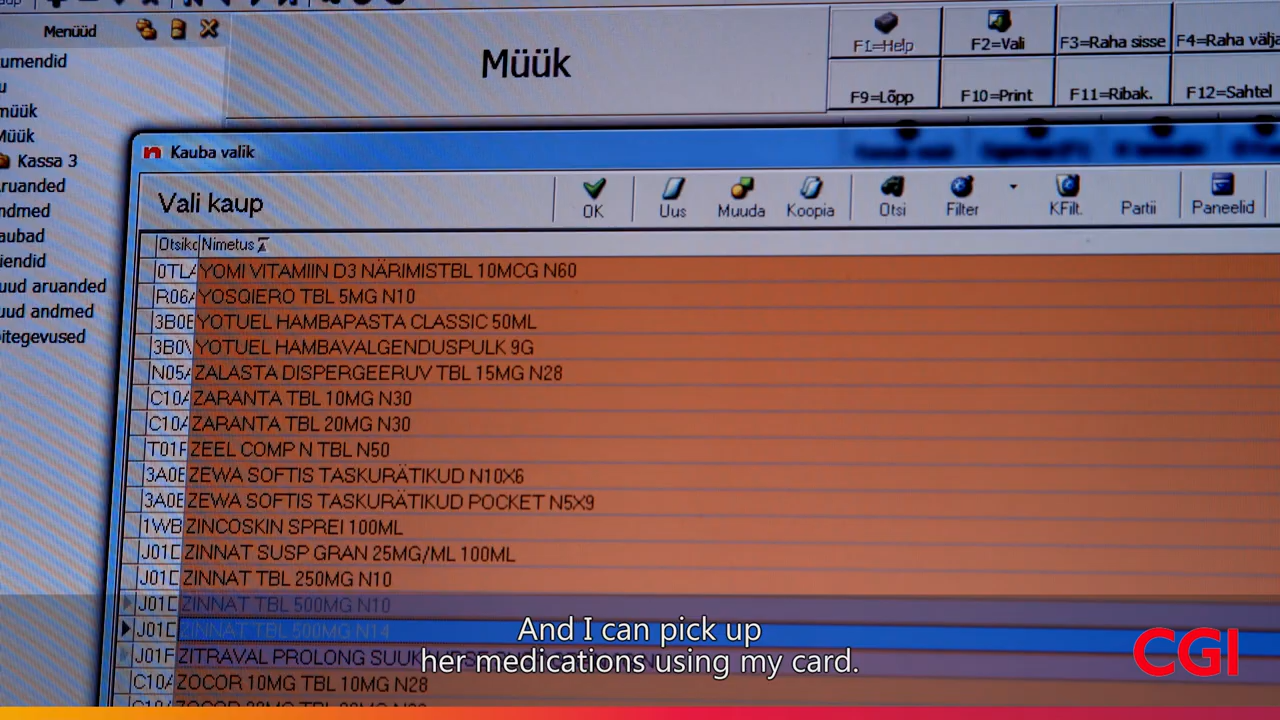 Menüüd
Müük
F1=Help
F2=Vali
F3=Raha sisse
F4=Raha välja
F9=Lõpp
F10=Print
F11=Ribak.
F12=Sahtel
umendid
u
müük
Müük
Kassa 3
Aruanded
ndmed
aubad
iendid
uud aruanded
uud andmed
õitegevused
Kauba valik
Vali kaup
OK
Uus
Muuda
Koopia
Otsi
Filter
KFilt.
Partii
Paneelid
Otsikc Nimetus
0TLA YOMI VITAMIIN D3 NÄRIMISTBL 10MCG N60
R06A YOSQIERO TBL 5MG N10
3B0E YOTUEL HAMBAPASTA CLASSIC 50ML
3B0V YOTUEL HAMBAVALGENDUSPULK 9G
N05A ZALASTA DISPERGEERUV TBL 15MG N28
C10A ZARANTA TBL 10MG N30
C10A ZARANTA TBL 20MG N30
T01F ZEEL COMP N TBL N50
3A0E ZEWA SOFTIS TASKURÄTIKUD N10X6
3A0E ZEWA SOFTIS TASKURÄTIKUD POCKET N5X9
1WB ZINCOSKIN SPREI 100ML
J01D ZINNAT SUSP GRAN 25MG/ML 100ML
J01D ZINNAT TBL 250MG N10
J01D ZINNAT TBL 500MG N10
J01D ZINNAT TBL 500MG N14
J01F ZITRAVAL PROLONG
C10A ZOCOR 10MG TBL 10MG N28
And I can pick up
her medications using my card.
CGI